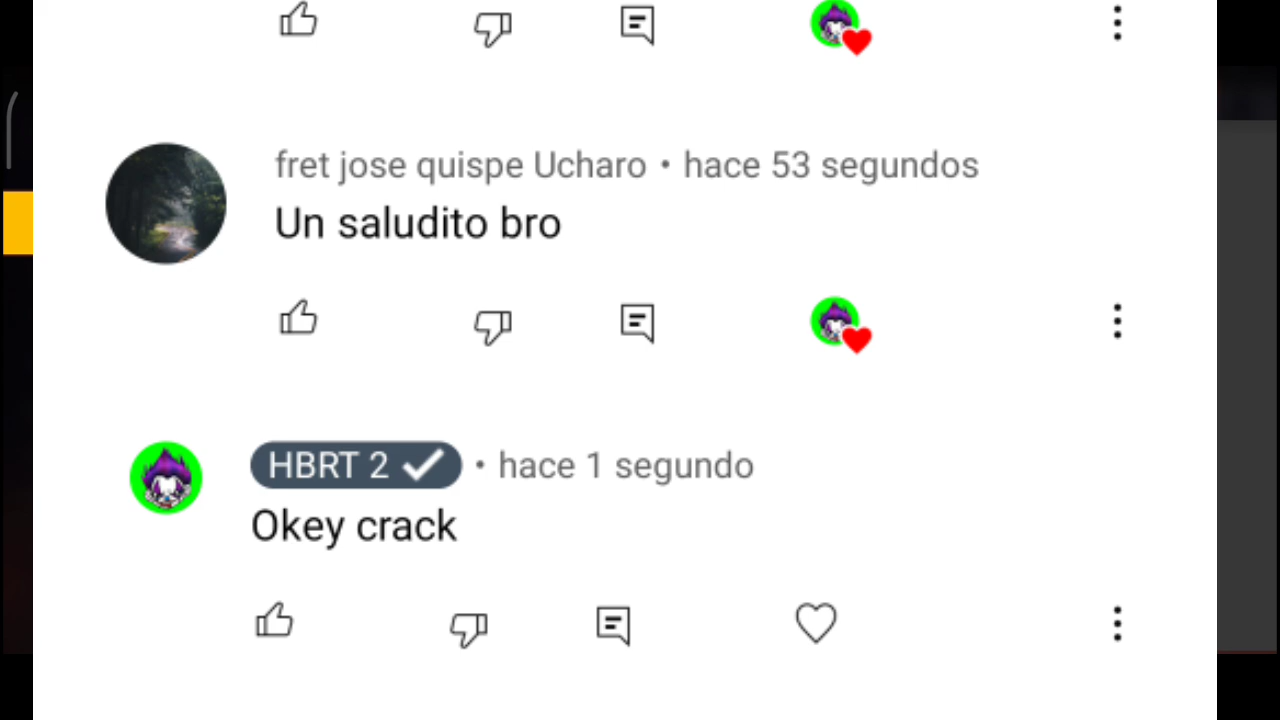 fret jose quispe Ucharo • hace 53 segundos
Un saludito bro
HBRT 2 • hace 1 segundo
Okey crack